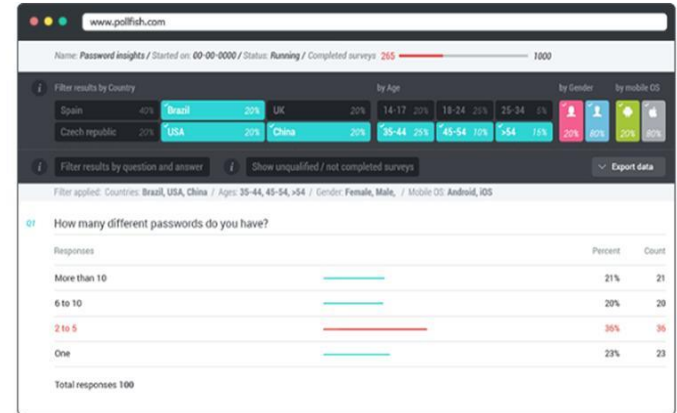 www.pollfish.com
Name: Password insights / Started on: 00-00-0000 / Status: Running / Completed surveys 265 1000
i Filter results by Country by Age by Gender by mobile OS
Spain 40% Brazil 20% UK 20% 14-17 20% 18-24 25% 25-34 5%
Czech republic 20% USA 20% China 20% 35-44 25% 45-54 10% >54 15% 20% 80% 20% 80%
i Filter results by question and answer i Show unqualified / not completed surveys Export data
Filter applied: Countries: Brazil, USA, China / Ages: 35-44, 45-54, >54 / Gender: Female, Male, / Mobile OS: Android, iOS
Q1 How many different passwords do you have?
Responses Percent Count
More than 10 21% 21
6 to 10 20% 20
2 to 5 36% 36
One 23% 23
Total responses 100